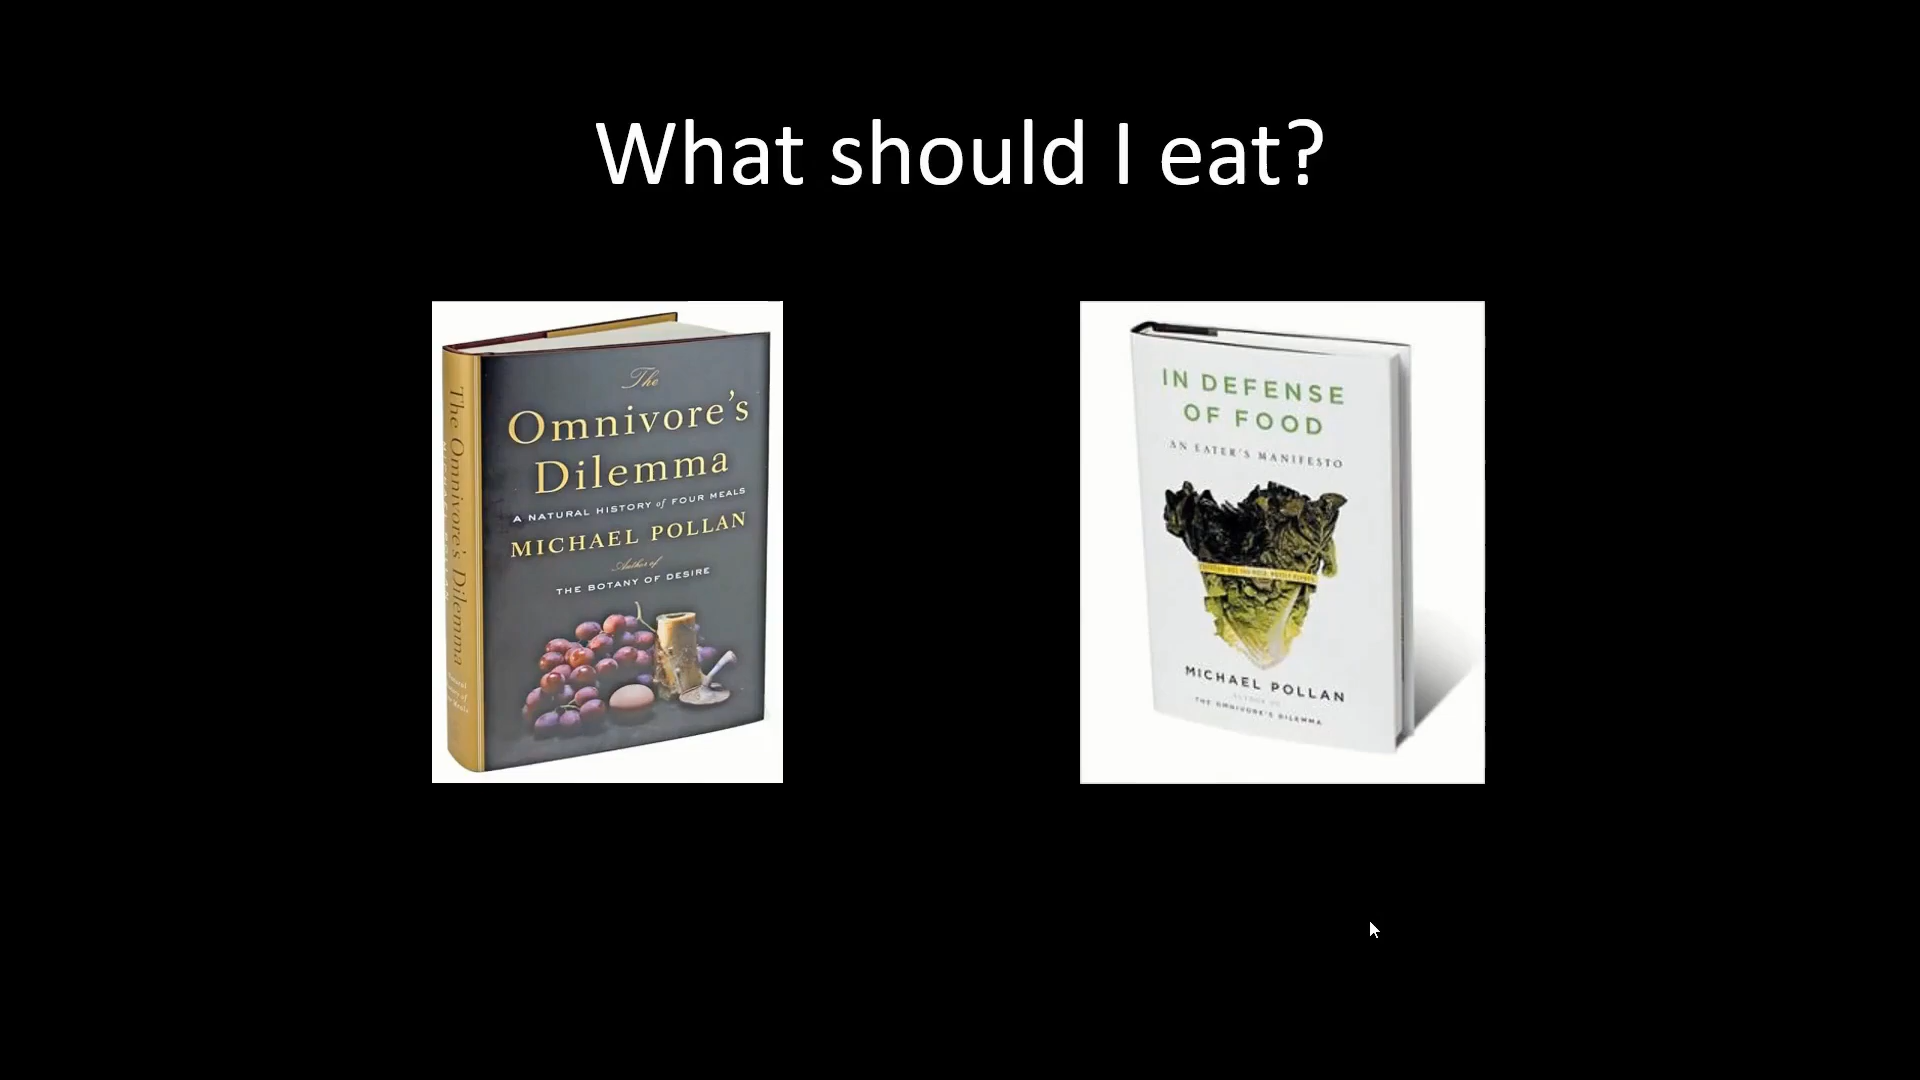 What should I eat?
The
Omnivore's
Dilemma
A NATURAL HISTORY of FOUR MEALS
MICHAEL POLLAN
Author of
THE BOTANY OF DESIRE
The Omnivore's Dilemma
IN DEFENSE
OF FOOD
AN EATER'S MANIFESTO
MICHAEL POLLAN
AUTHOR OF
THE OMNIVORE'S DILEMMA